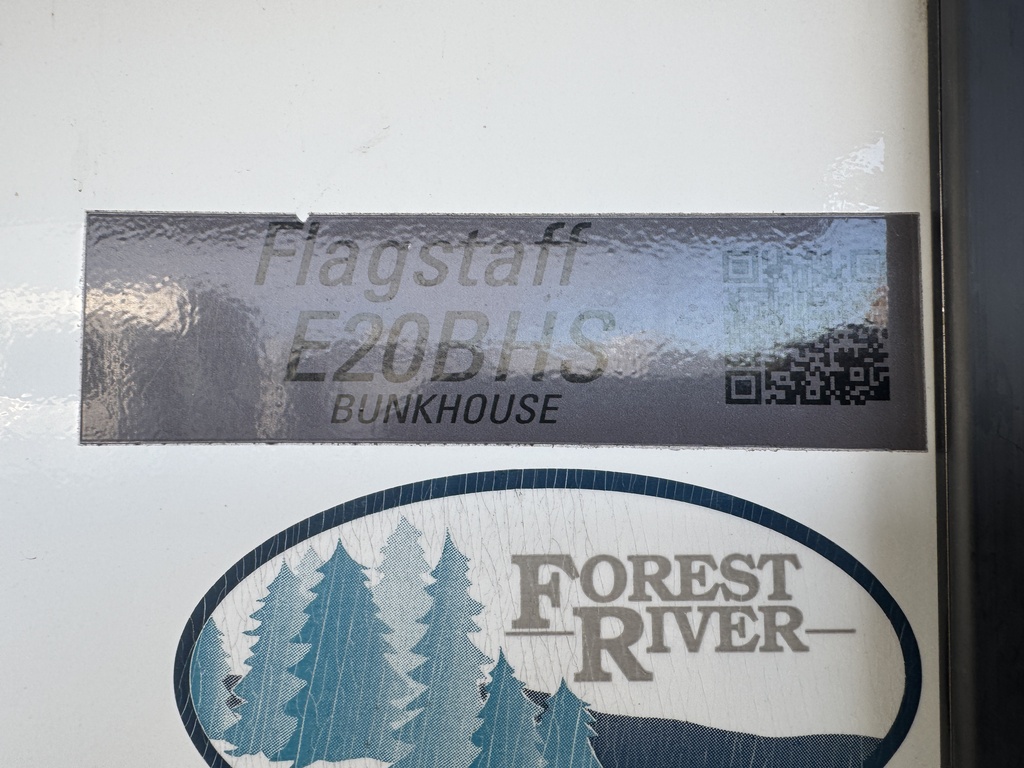 Flagstaff
E20BHS
BUNKHOUSE
FOREST
RIVER